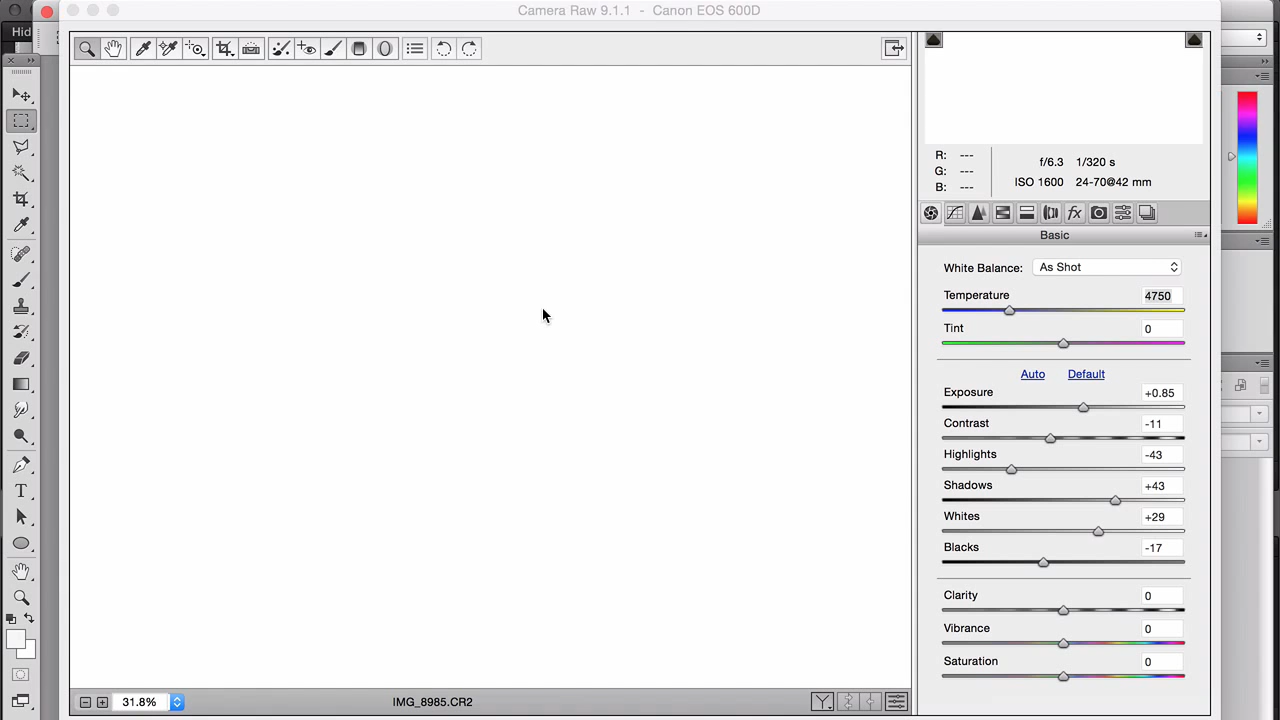 Camera Raw 9.1.1 - Canon EOS 600D
Hid
R: ---
G: ---
B: ---
f/6.3 1/320 s
ISO 1600 24-70@42 mm
fx
Basic
White Balance: As Shot
Temperature 4750
Tint 0
Auto Default
Exposure +0.85
Contrast -11
Highlights -43
Shadows +43
Whites +29
Blacks -17
Clarity 0
Vibrance 0
Saturation 0
T
31.8% IMG_8985.CR2 Y